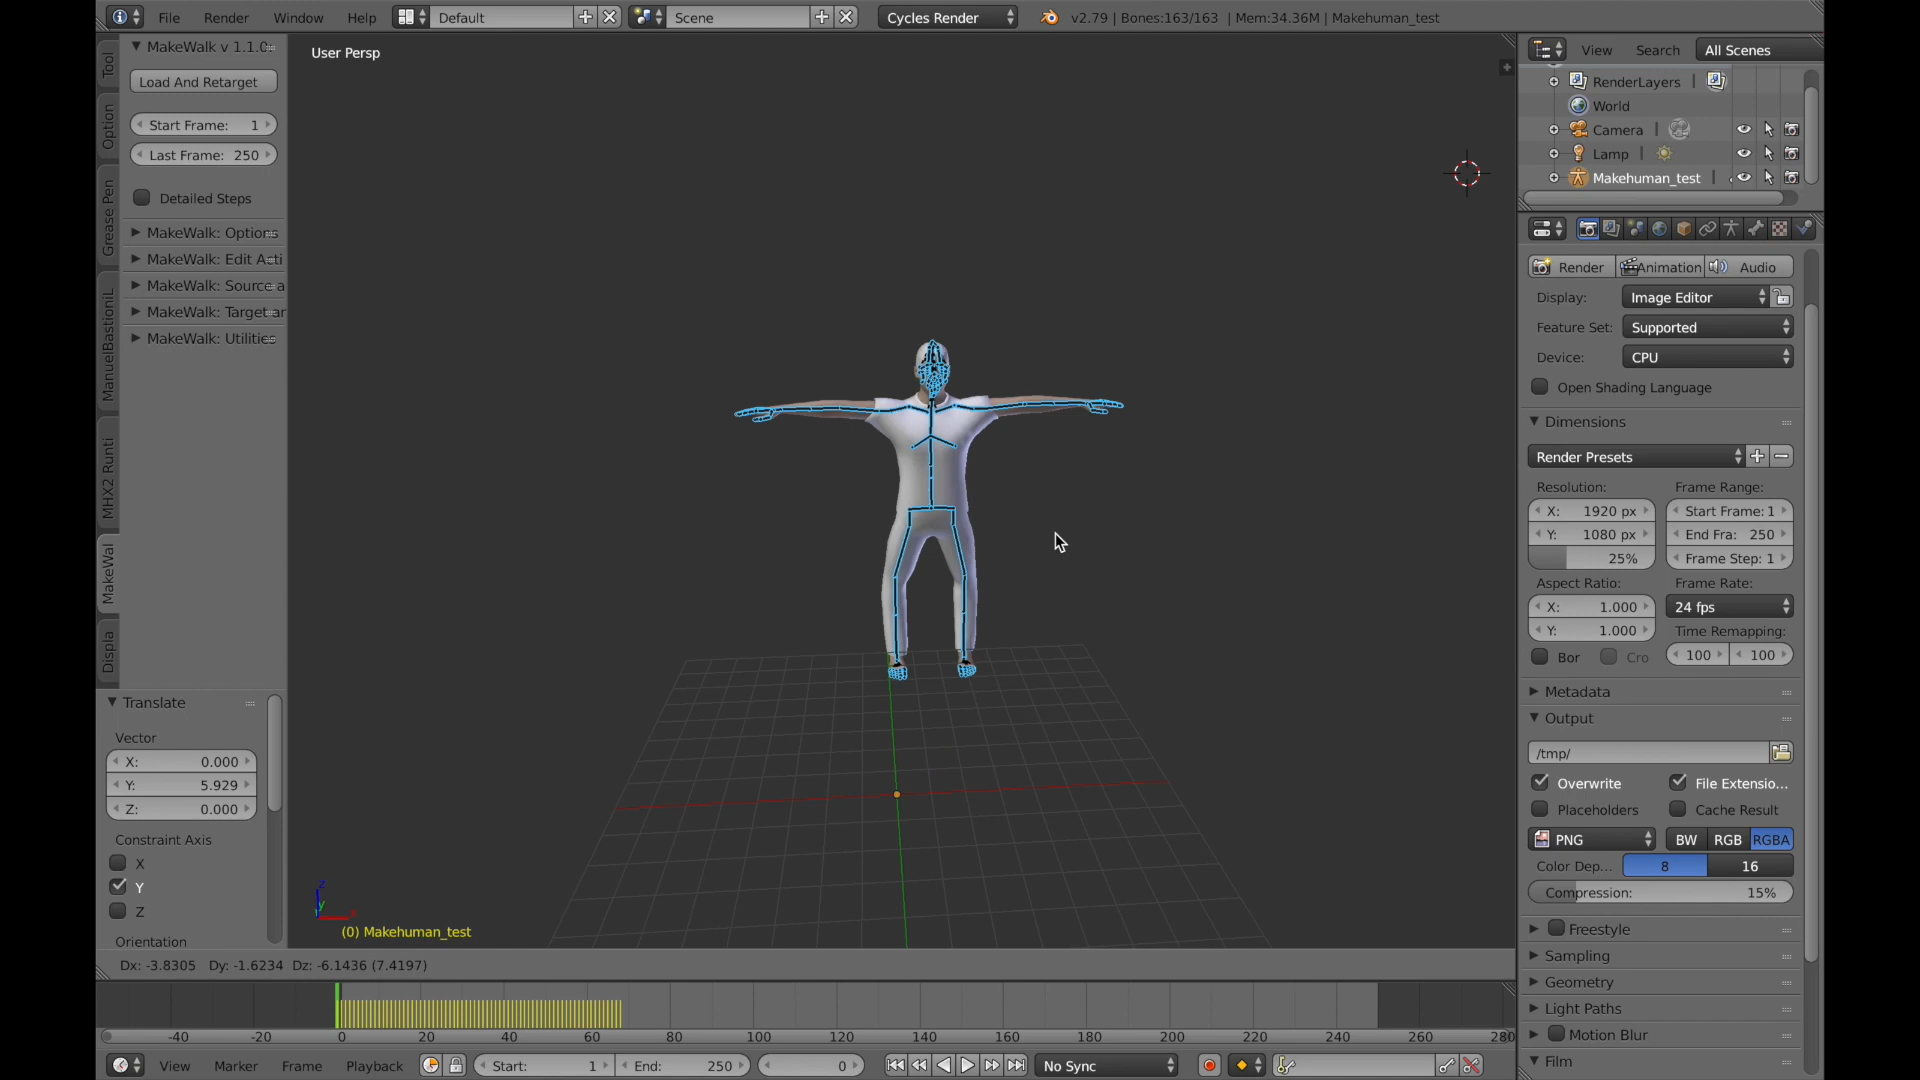 File Render Window Help Default Scene Cycles Render v2.79 | Bones:163/163 | Mem:34.36M | Makehuman_test
MakeWalk v 1.1.0
Load And Retarget
Start Frame: 1
Last Frame: 250
Detailed Steps
MakeWalk: Options
MakeWalk: Edit Acti
MakeWalk: Source a
MakeWalk: Target ar
MakeWalk: Utilities
Tool
Option
Grease Pen
ManuelBastioniL
MHX2 Runti
MakeWal
Displa
Translate
Vector
X: 0.000
Y: 5.929
Z: 0.000
Constraint Axis
X
Y
Z
Orientation
User Persp
z
y
x
(0) Makehuman_test
Dx: -3.8305 Dy: -1.6234 Dz: -6.1436 (7.4197)
-40 -20 0 20 40 60 80 100 120 140 160 180 200 220 240 260 280
View Marker Frame Playback Start: 1 End: 250 0 No Sync
View Search All Scenes
RenderLayers
World
Camera
Lamp
Makehuman_test
Render Animation Audio
Display: Image Editor
Feature Set: Supported
Device: CPU
Open Shading Language
Dimensions
Render Presets
Resolution: Frame Range:
X: 1920 px Start Frame: 1
Y: 1080 px End Fra: 250
25% Frame Step: 1
Aspect Ratio: Frame Rate:
X: 1.000 24 fps
Y: 1.000 Time Remapping:
Bor Cro 100 100
Metadata
Output
/tmp/
Overwrite File Extensio...
Placeholders Cache Result
PNG BW RGB RGBA
Color Dep... 8 16
Compression: 15%
Freestyle
Sampling
Geometry
Light Paths
Motion Blur
Film